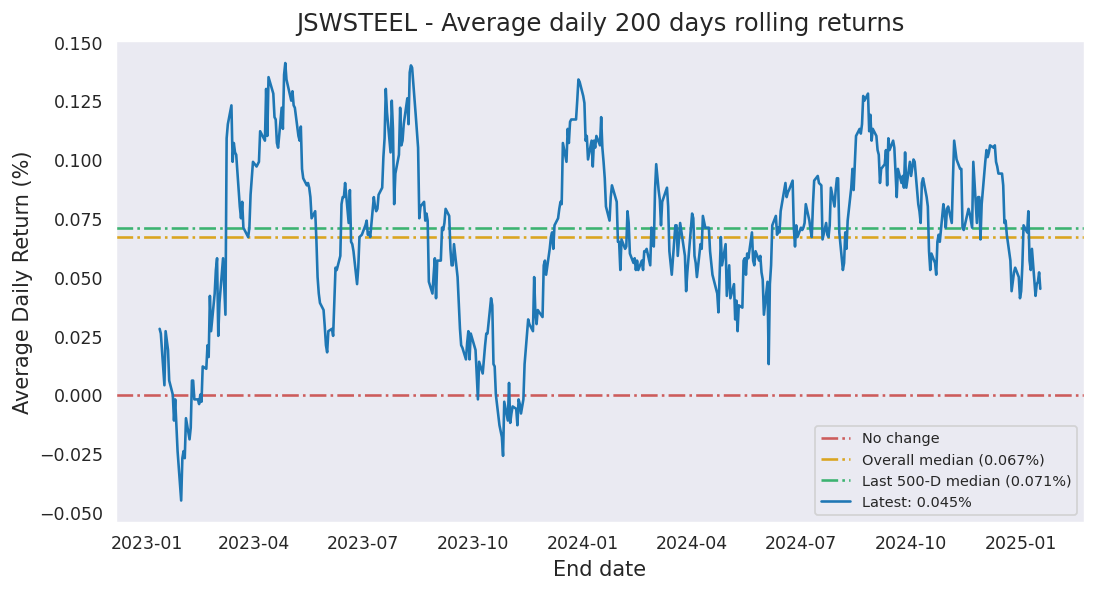 JSWSTEEL - Average daily 200 days rolling returns
Average Daily Return (%)
0.150
0.125
0.100
0.075
0.050
0.025
0.000
−0.025
−0.050
No change
Overall median (0.067%)
Last 500-D median (0.071%)
Latest: 0.045%
2023-01 2023-04 2023-07 2023-10 2024-01 2024-04 2024-07 2024-10 2025-01
End date